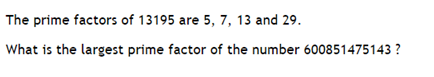 The prime factors of 13195 are 5, 7, 13 and 29.
What is the largest prime factor of the number 600851475143 ?